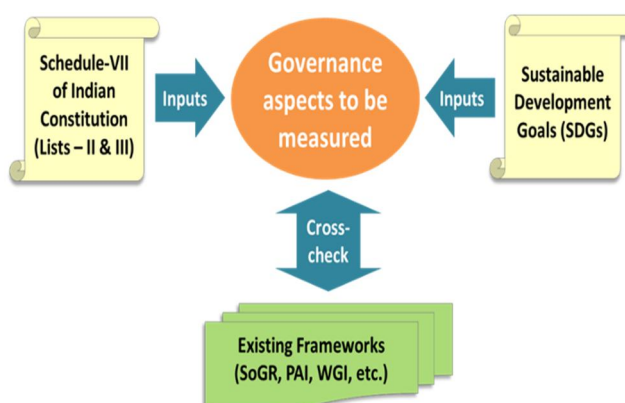 Schedule-VII
of Indian
Constitution
(Lists – II & III)
Inputs
Governance
aspects to be
measured
Inputs
Sustainable
Development
Goals (SDGs)
Cross-
check
Existing Frameworks
(SoGR, PAI, WGI, etc.)